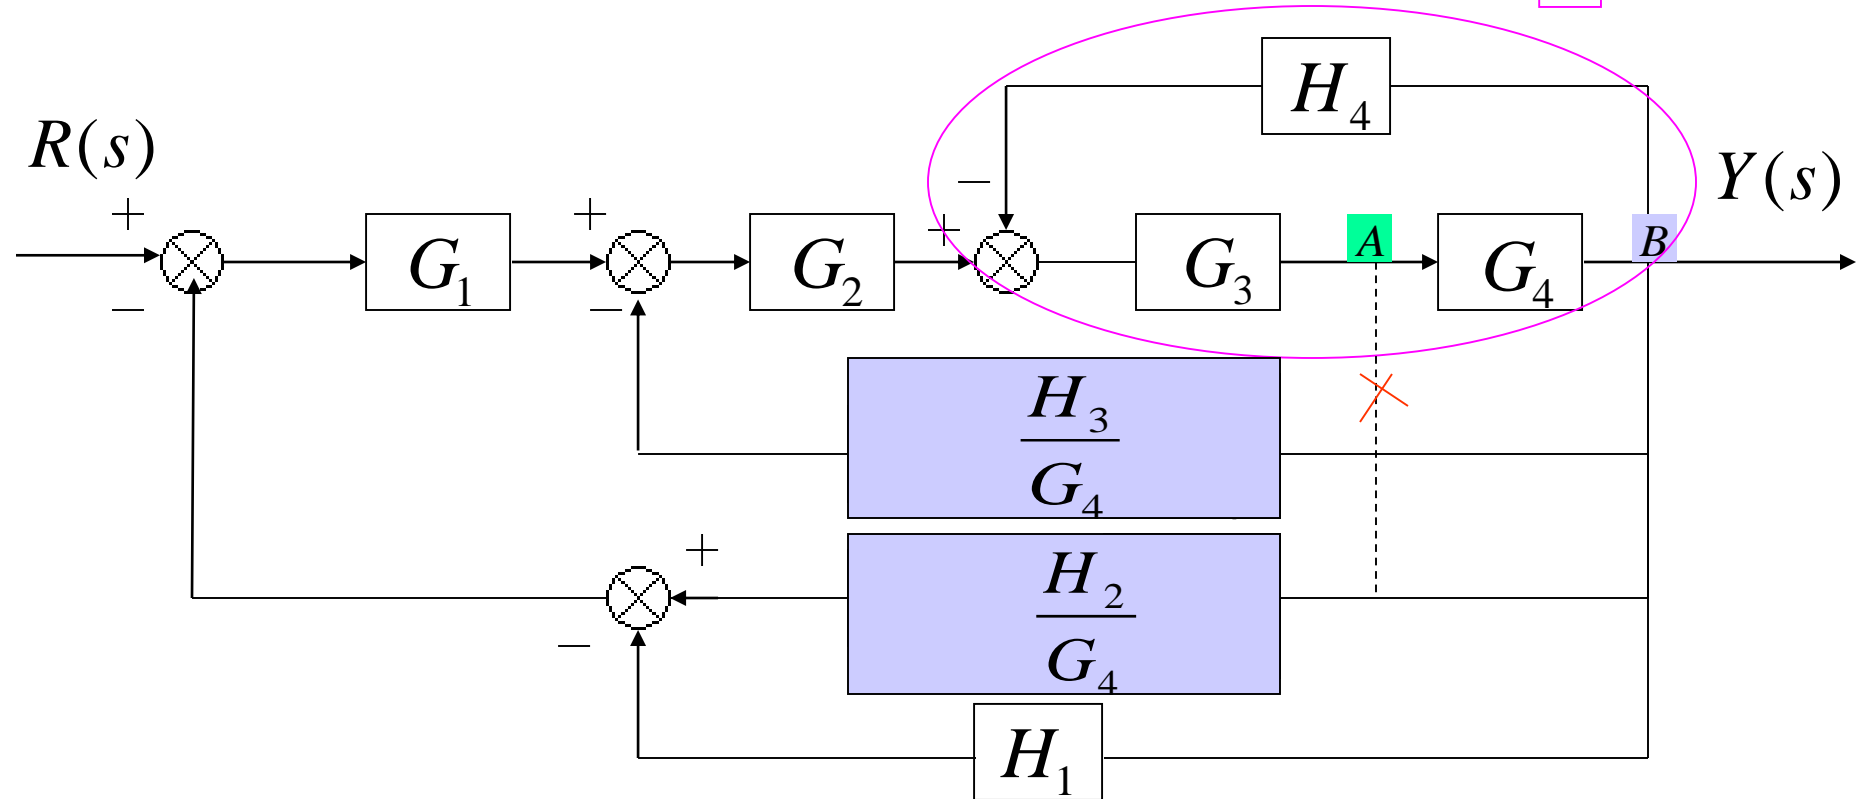 H₄
R(s)
Y(s)
+
−
+
−
−
+
G₁
G₂
G₃
A
G₄
B
H₃
G₄
+
H₂
G₄
−
H₁